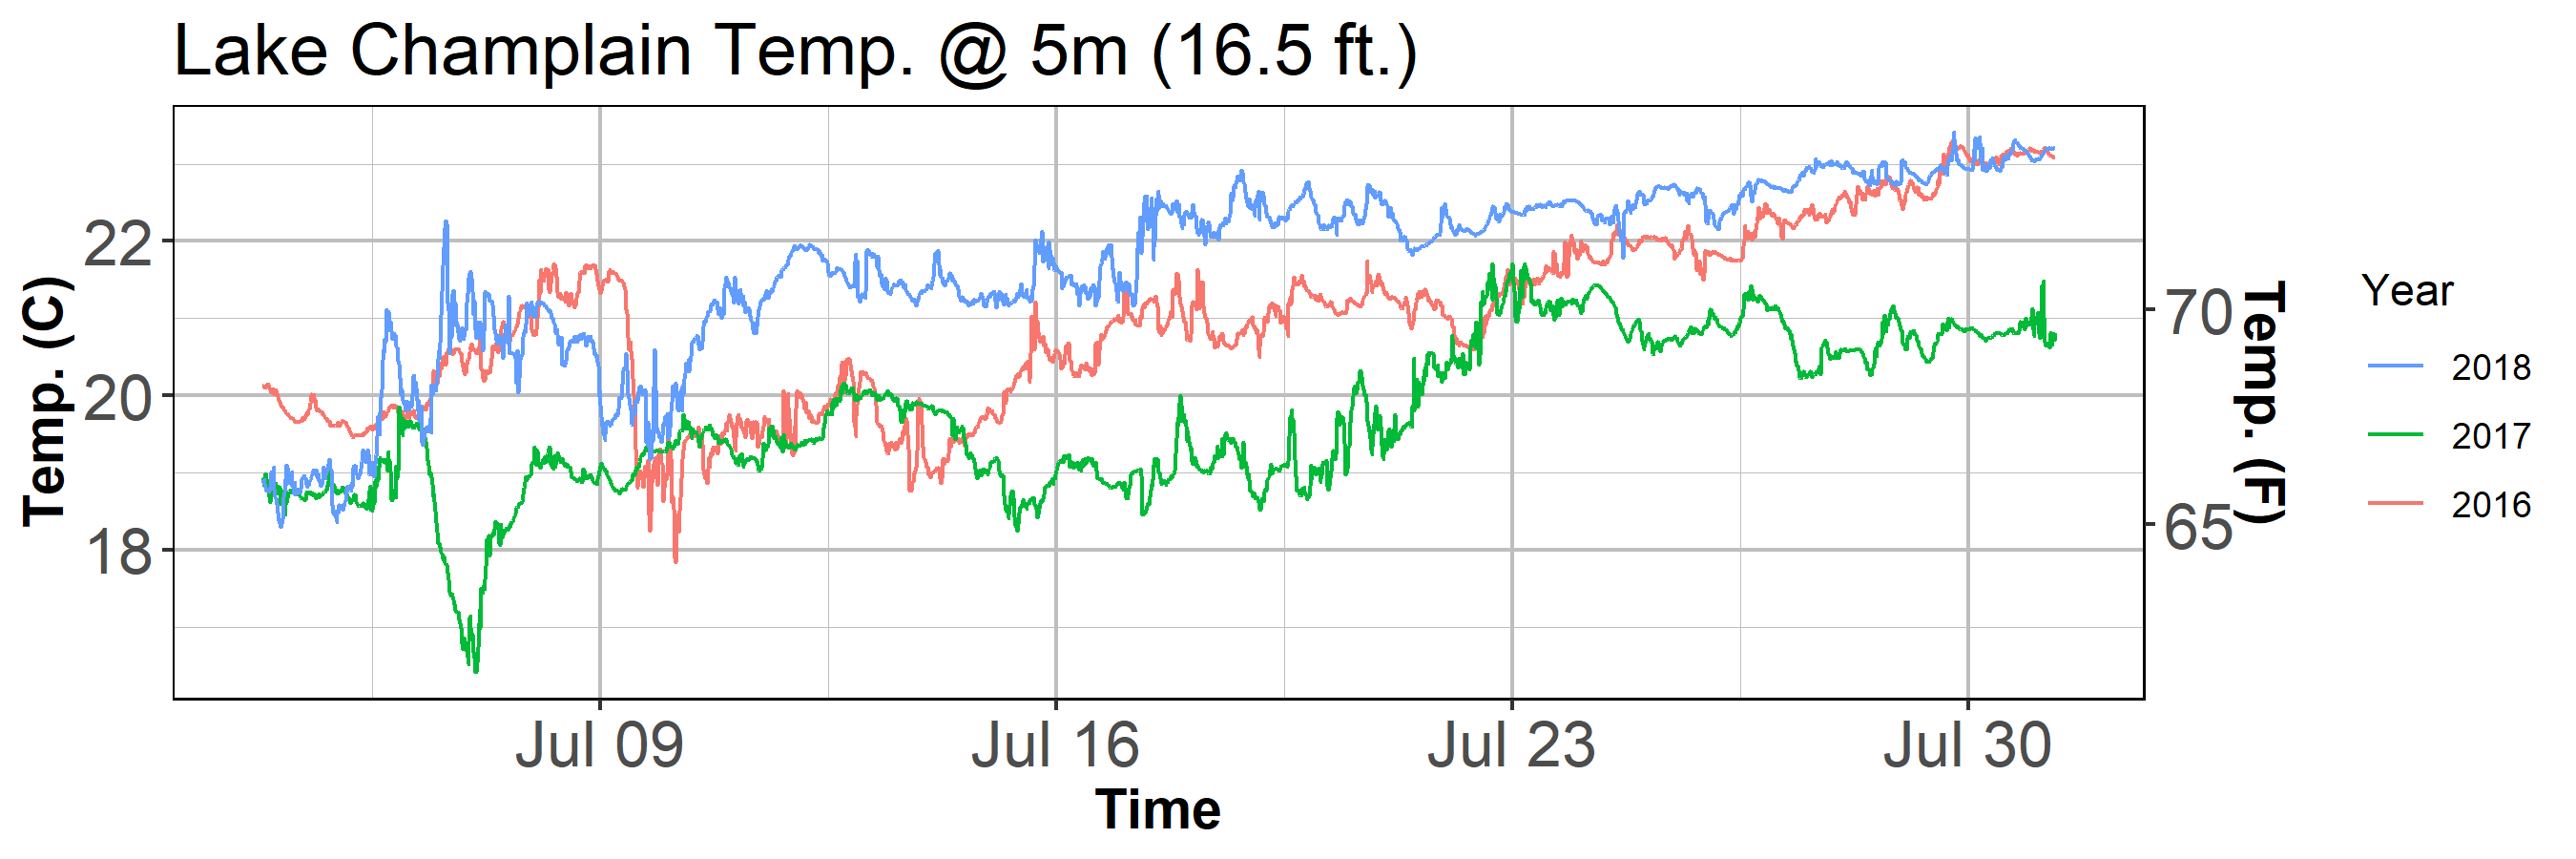 Lake Champlain Temp. @ 5m (16.5 ft.)
Temp. (C)
22
20
18
70
65
Temp. (F)
Year
2018
2017
2016
Jul 09
Jul 16
Jul 23
Jul 30
Time